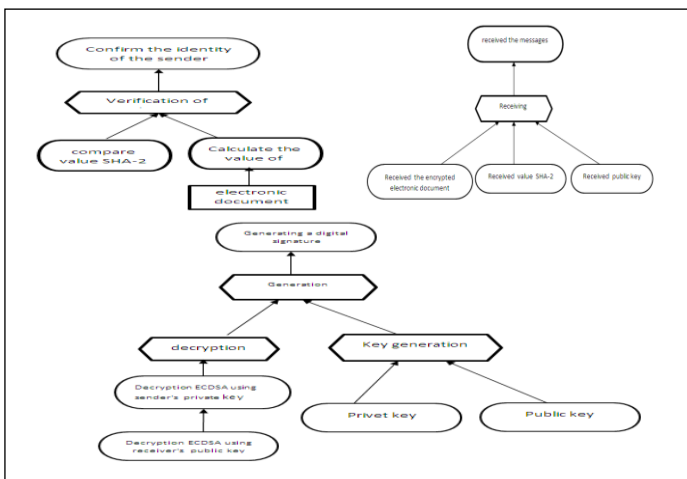 Confirm the identity
of the sender
Verification of
compare
value SHA-2
Calculate the
value of
electronic
document
received the messages
Receiving
Received the encrypted
electronic document
Received value SHA-2
Received public key
Generating a digital
signature
Generation
decryption
Key generation
Decryption ECDSA using
sender's private key
Decryption ECDSA using
receiver's public key
Privet key
Public key